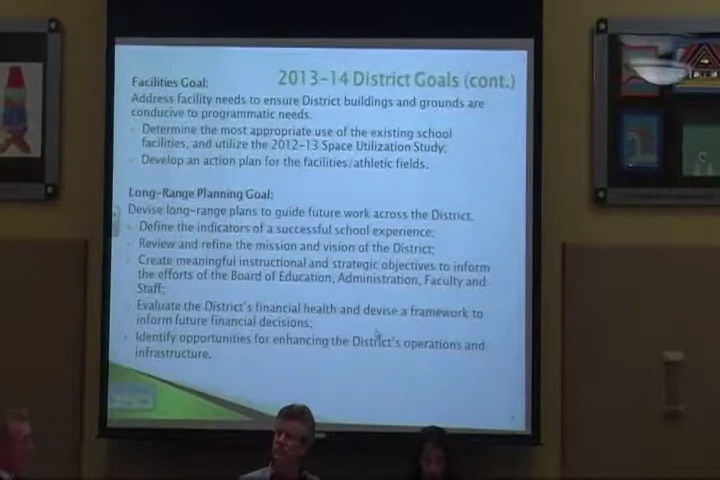 2013-14 District Goals (cont.)
Facilities Goal:
Address facility needs to ensure District buildings and grounds are
conducive to programmatic needs.
Determine the most appropriate use of the existing school
facilities, and utilize the 2012-13 Space Utilization Study;
Develop an action plan for the facilities/athletic fields.
Long-Range Planning Goal:
Devise long-range plans to guide future work across the District.
Define the indicators of a successful school experience;
Review and refine the mission and vision of the District;
Create meaningful instructional and strategic objectives to inform
the efforts of the Board of Education, Administration, Faculty and
Staff;
Evaluate the District's financial health and devise a framework to
inform future financial decisions;
Identify opportunities for enhancing the District's operations and
infrastructure.